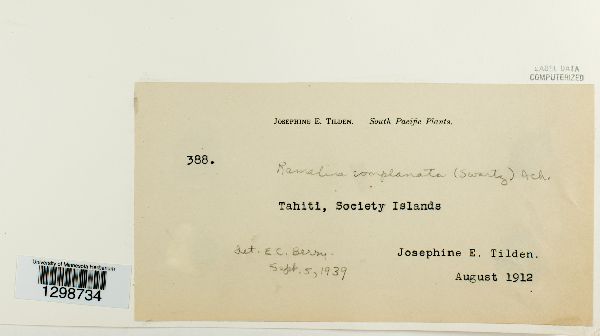 LABEL DATA
COMPUTERIZED
JOSEPHINE E. TILDEN. South Pacific Plants.
388.
Ramalina complanata (Swartz) Ach.
Tahiti, Society Islands
Det. E.C. Berry.
Sept. 5, 1939
Josephine E. Tilden.
August 1912
University of Minnesota Herbarium
1298734